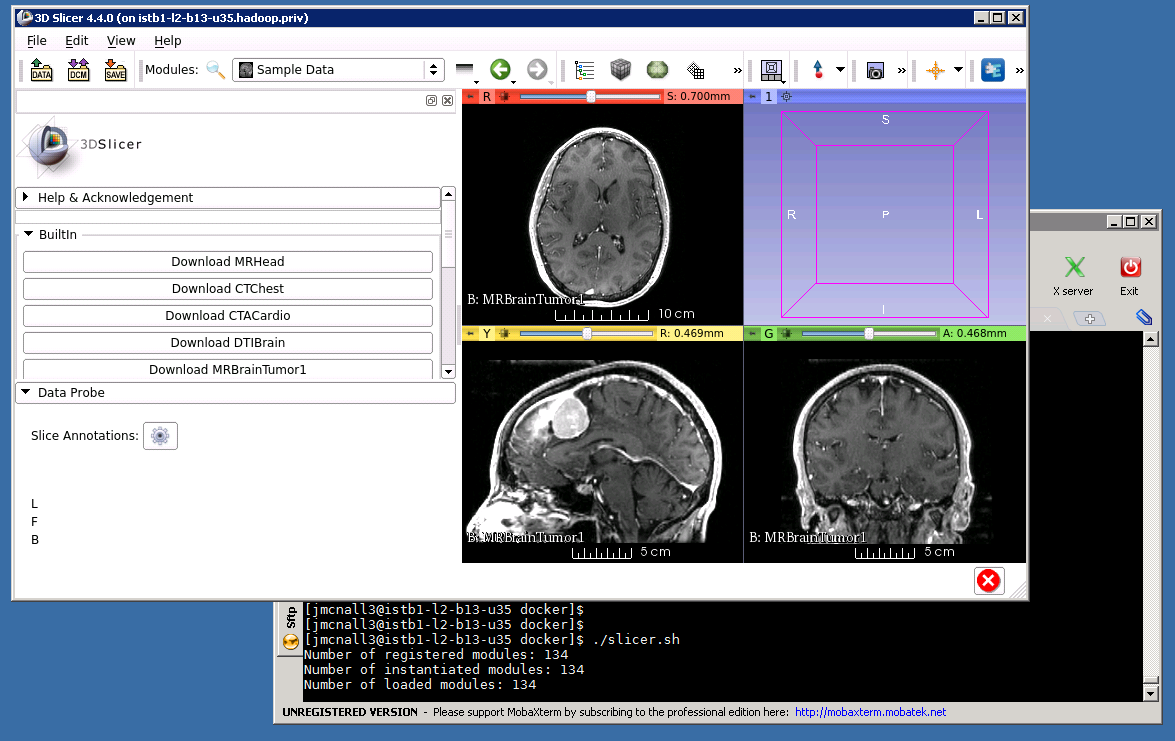 3D Slicer 4.4.0 (on istb1-l2-b13-u35.hadoop.priv)
File Edit View Help
DATA DCM SAVE Modules: Sample Data » » » »
R S: 0.700mm
1
3DSlicer
Help & Acknowledgement
BuiltIn
Download MRHead
Download CTChest
Download CTACardio
Download DTIBrain
Download MRBrainTumor1
Data Probe
Slice Annotations:
L
F
B
B: MRBrainTumor1
10 cm
S
R P L
I
Y R: 0.469mm
B: MRBrainTumor1
5 cm
G A: 0.468mm
B: MRBrainTumor1
5 cm
X server Exit
Sftp
[jmcnall3@istb1-l2-b13-u35 docker]$
[jmcnall3@istb1-l2-b13-u35 docker]$
[jmcnall3@istb1-l2-b13-u35 docker]$ ./slicer.sh
Number of registered modules: 134
Number of instantiated modules: 134
Number of loaded modules: 134
UNREGISTERED VERSION - Please support MobaXterm by subscribing to the professional edition here: http://mobaxterm.mobatek.net